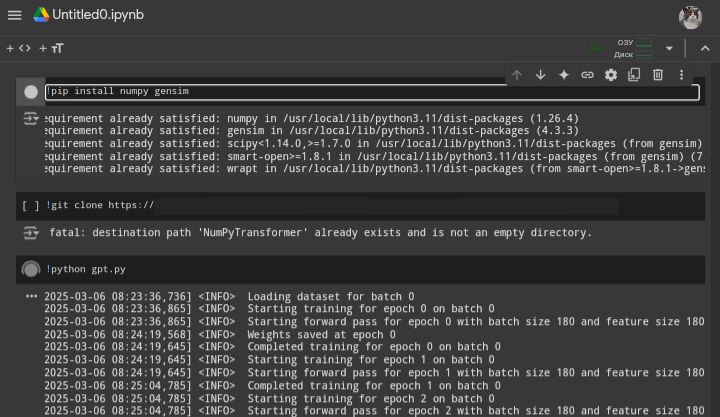 Untitled0.ipynb
+ <> + тT
ОЗУ
Диск
!pip install numpy gensim
equirement already satisfied: numpy in /usr/local/lib/python3.11/dist-packages (1.26.4)
equirement already satisfied: gensim in /usr/local/lib/python3.11/dist-packages (4.3.3)
equirement already satisfied: scipy<1.14.0,>=1.7.0 in /usr/local/lib/python3.11/dist-packages (from gensim)
equirement already satisfied: smart-open>=1.8.1 in /usr/local/lib/python3.11/dist-packages (from gensim) (7.
equirement already satisfied: wrapt in /usr/local/lib/python3.11/dist-packages (from smart-open>=1.8.1->gens
[ ] !git clone https://
fatal: destination path 'NumPyTransformer' already exists and is not an empty directory.
!python gpt.py
2025-03-06 08:23:36,736] <INFO> Loading dataset for batch 0
2025-03-06 08:23:36,865] <INFO> Starting training for epoch 0 on batch 0
2025-03-06 08:23:36,865] <INFO> Starting forward pass for epoch 0 with batch size 180 and feature size 180
2025-03-06 08:24:19,568] <INFO> Weights saved at epoch 0
2025-03-06 08:24:19,645] <INFO> Completed training for epoch 0 on batch 0
2025-03-06 08:24:19,645] <INFO> Starting training for epoch 1 on batch 0
2025-03-06 08:24:19,645] <INFO> Starting forward pass for epoch 1 with batch size 180 and feature size 180
2025-03-06 08:25:04,785] <INFO> Completed training for epoch 1 on batch 0
2025-03-06 08:25:04,785] <INFO> Starting training for epoch 2 on batch 0
2025-03-06 08:25:04,785] <INFO> Starting forward pass for epoch 2 with batch size 180 and feature size 180